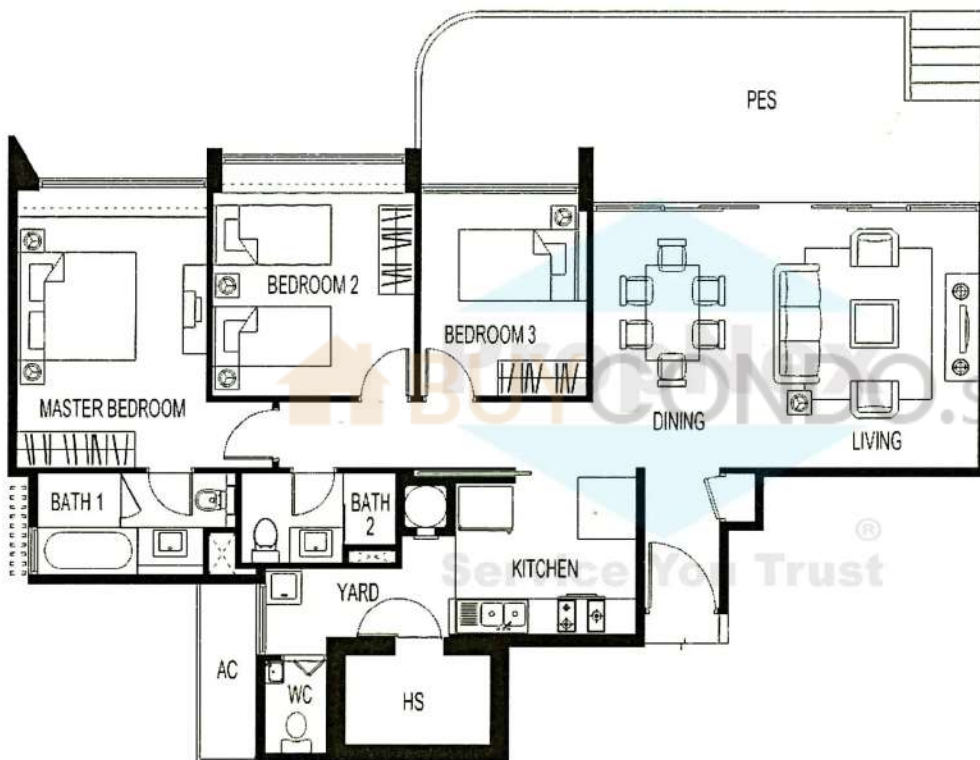 PES
BEDROOM 2
BEDROOM 3
MASTER BEDROOM
BUYCONDO.s
DINING
LIVING
BATH 1
BATH
2
®
KITCHEN
Service You Trust
YARD
AC
WC
HS